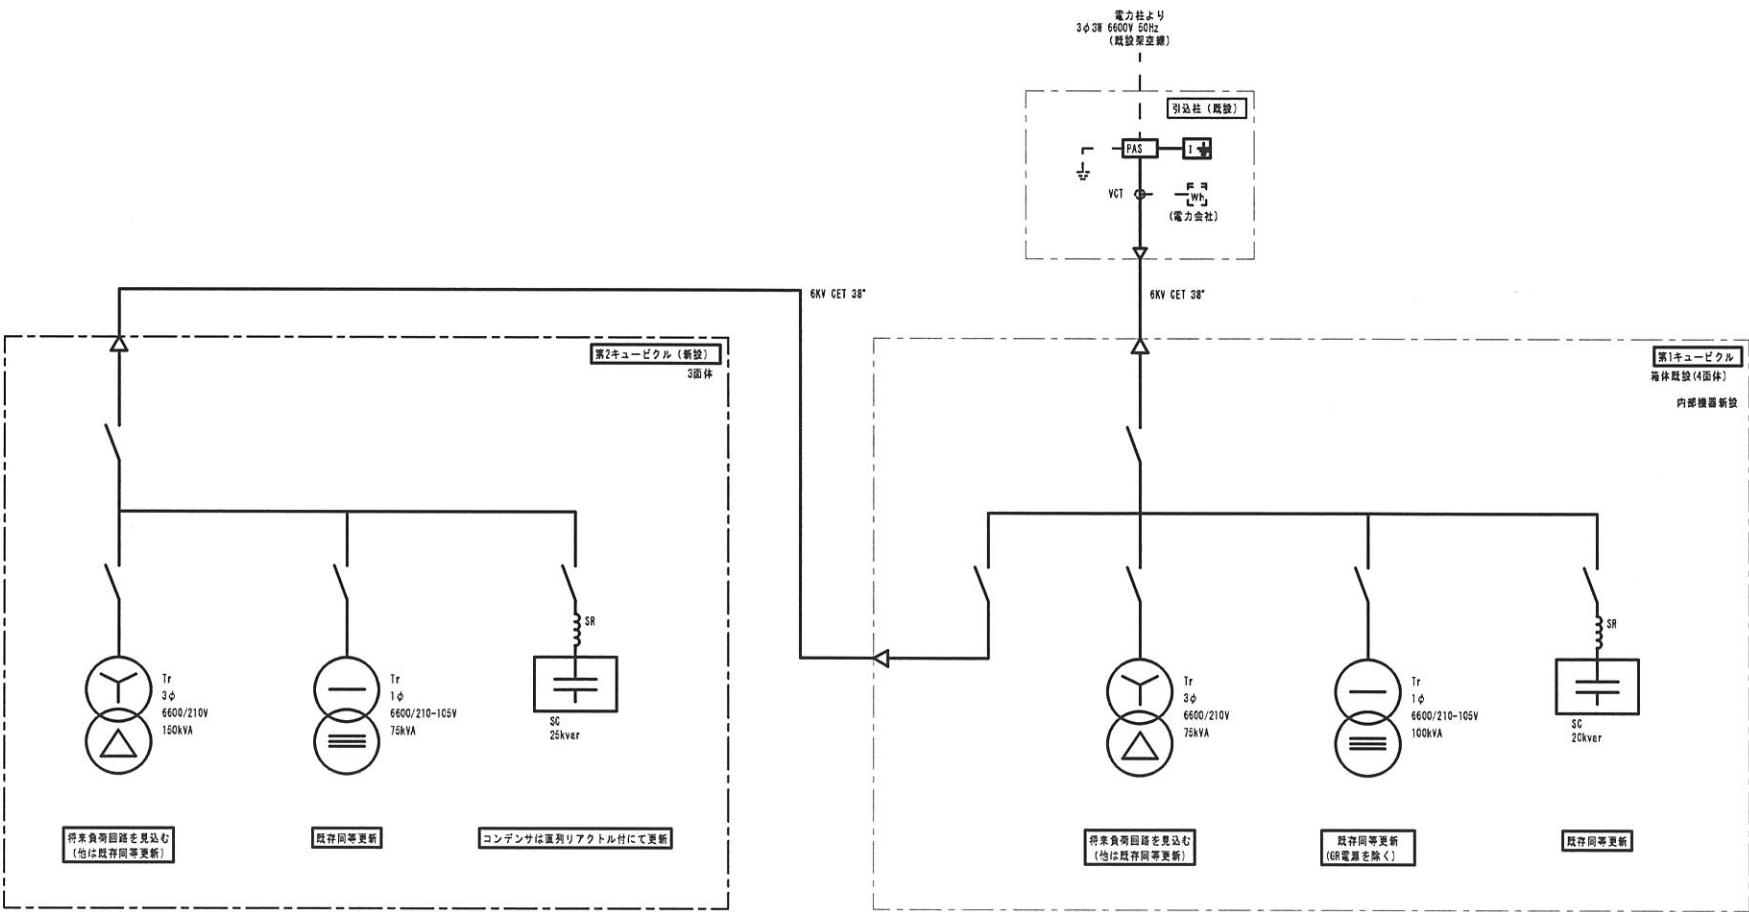 電力柱より
3φ3W 6600V 50Hz
(既設架空線)
引込柱（既設）
PAS
I
VCT
Wh
(電力会社)
6KV CET 38°
6KV CET 38°
第2キュービクル（新設）
3面体
第1キュービクル
箱体既設(4面体)
内部機器新設
SR
Tr
3φ
6600/210V
150kVA
Tr
1φ
6600/210-105V
75kVA
SC
25kvar
SR
Tr
3φ
6600/210V
75kVA
Tr
1φ
6600/210-105V
100kVA
SC
20kvar
将来負荷回路を見込む
(他は既存同等更新)
既存同等更新
コンデンサは直列リアクトル付にて更新
将来負荷回路を見込む
(他は既存同等更新)
既存同等更新
(GR電源を除く)
既存同等更新